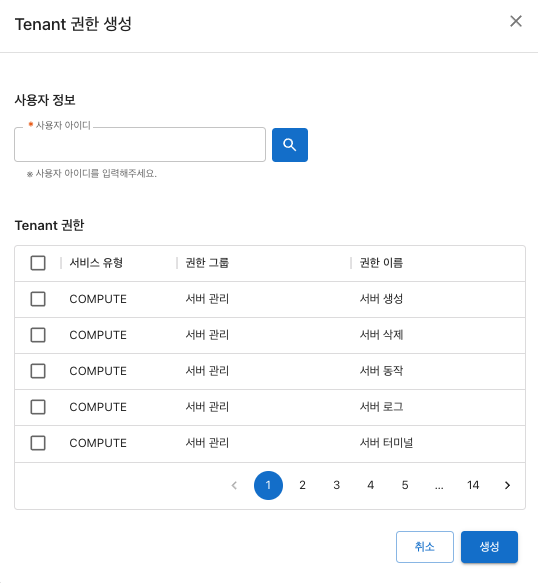 Tenant 권한 생성
사용자 정보
* 사용자 아이디
※ 사용자 아이디를 입력해주세요.
Tenant 권한
서비스 유형 권한 그룹 권한 이름
COMPUTE 서버 관리 서버 생성
COMPUTE 서버 관리 서버 삭제
COMPUTE 서버 관리 서버 동작
COMPUTE 서버 관리 서버 로그
COMPUTE 서버 관리 서버 터미널
1 2 3 4 5 ... 14
취소 생성